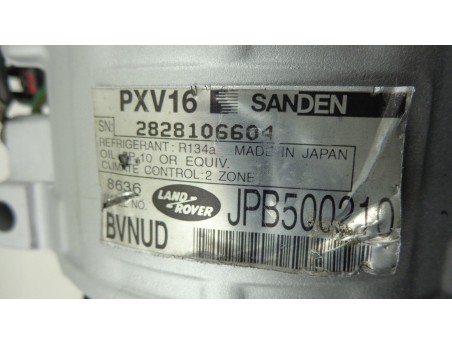 PXV16 SANDEN
SN: 2828106604
REFRIGERANT: R134a MADE IN JAPAN
OIL: 10 OR EQUIV.
CLIMATE CONTROL: 2 ZONE
8636
NO. LAND ROVER JPB500210
BVNUD